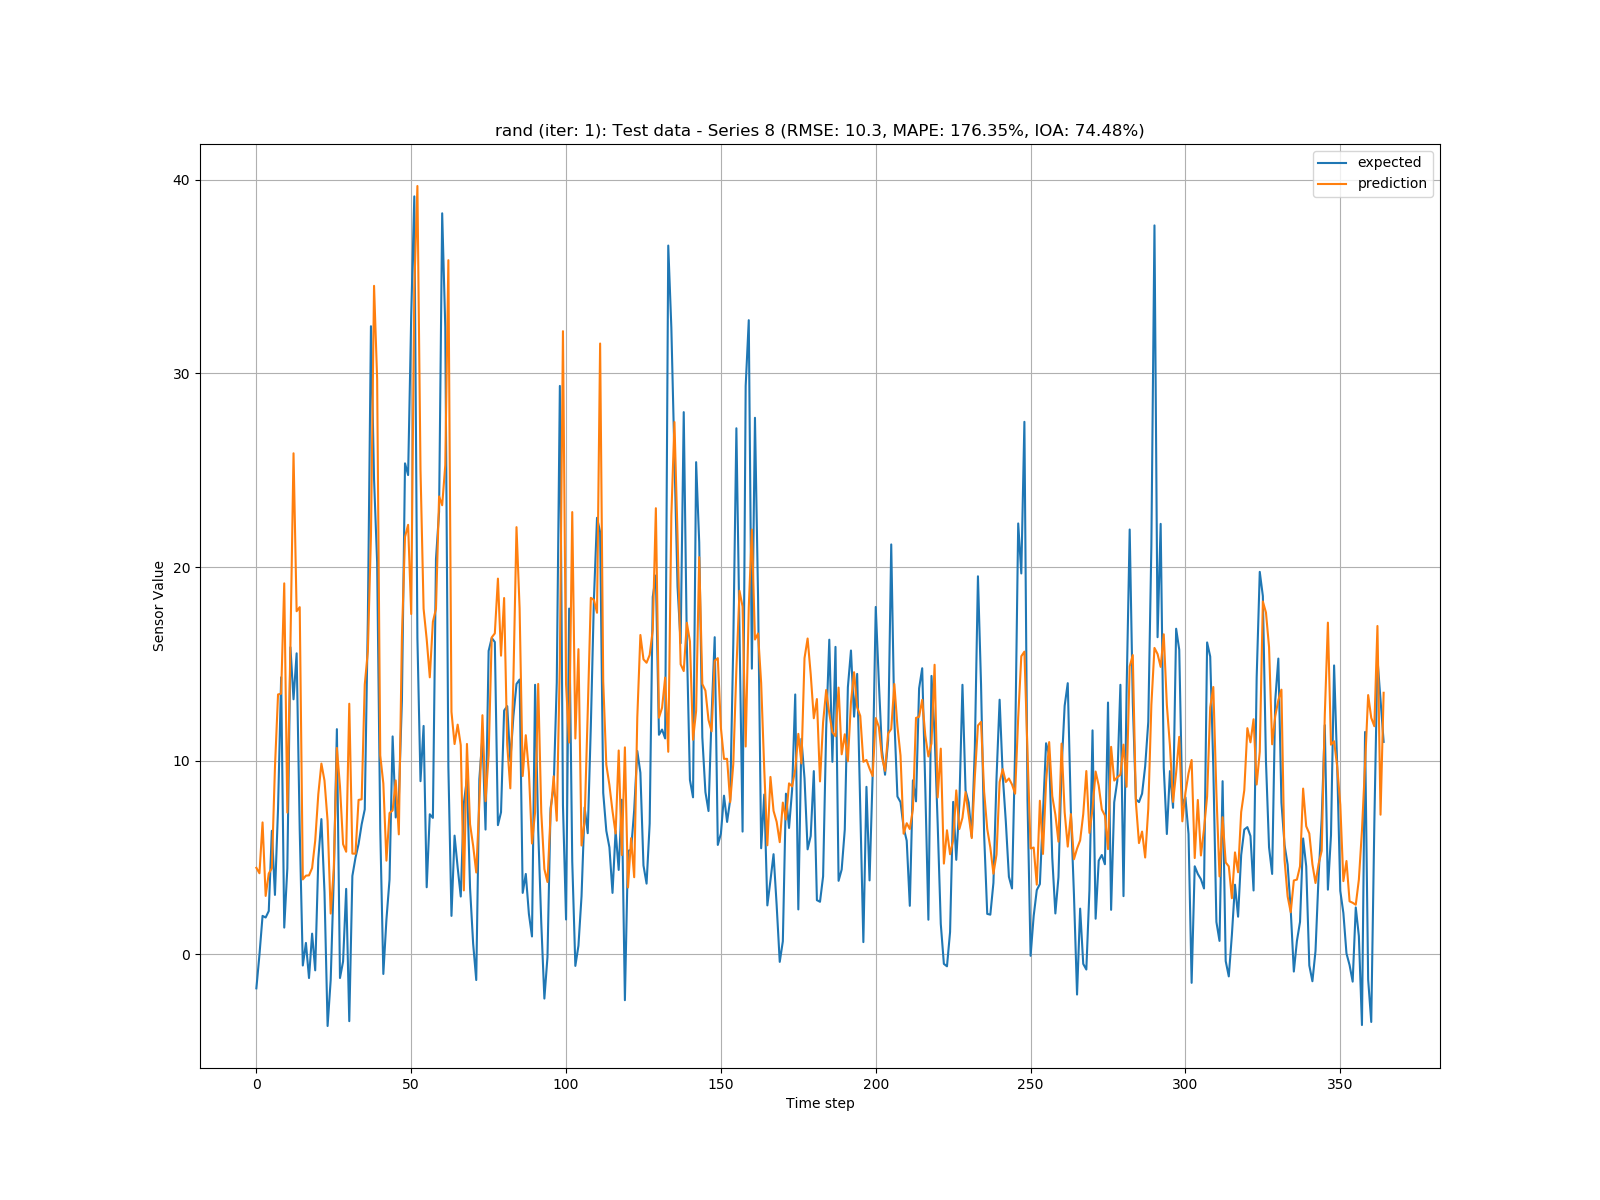 rand (iter: 1): Test data - Series 8 (RMSE: 10.3, MAPE: 176.35%, IOA: 74.48%)
expected
prediction
40
30
20
10
0
Sensor Value
0 50 100 150 200 250 300 350
Time step